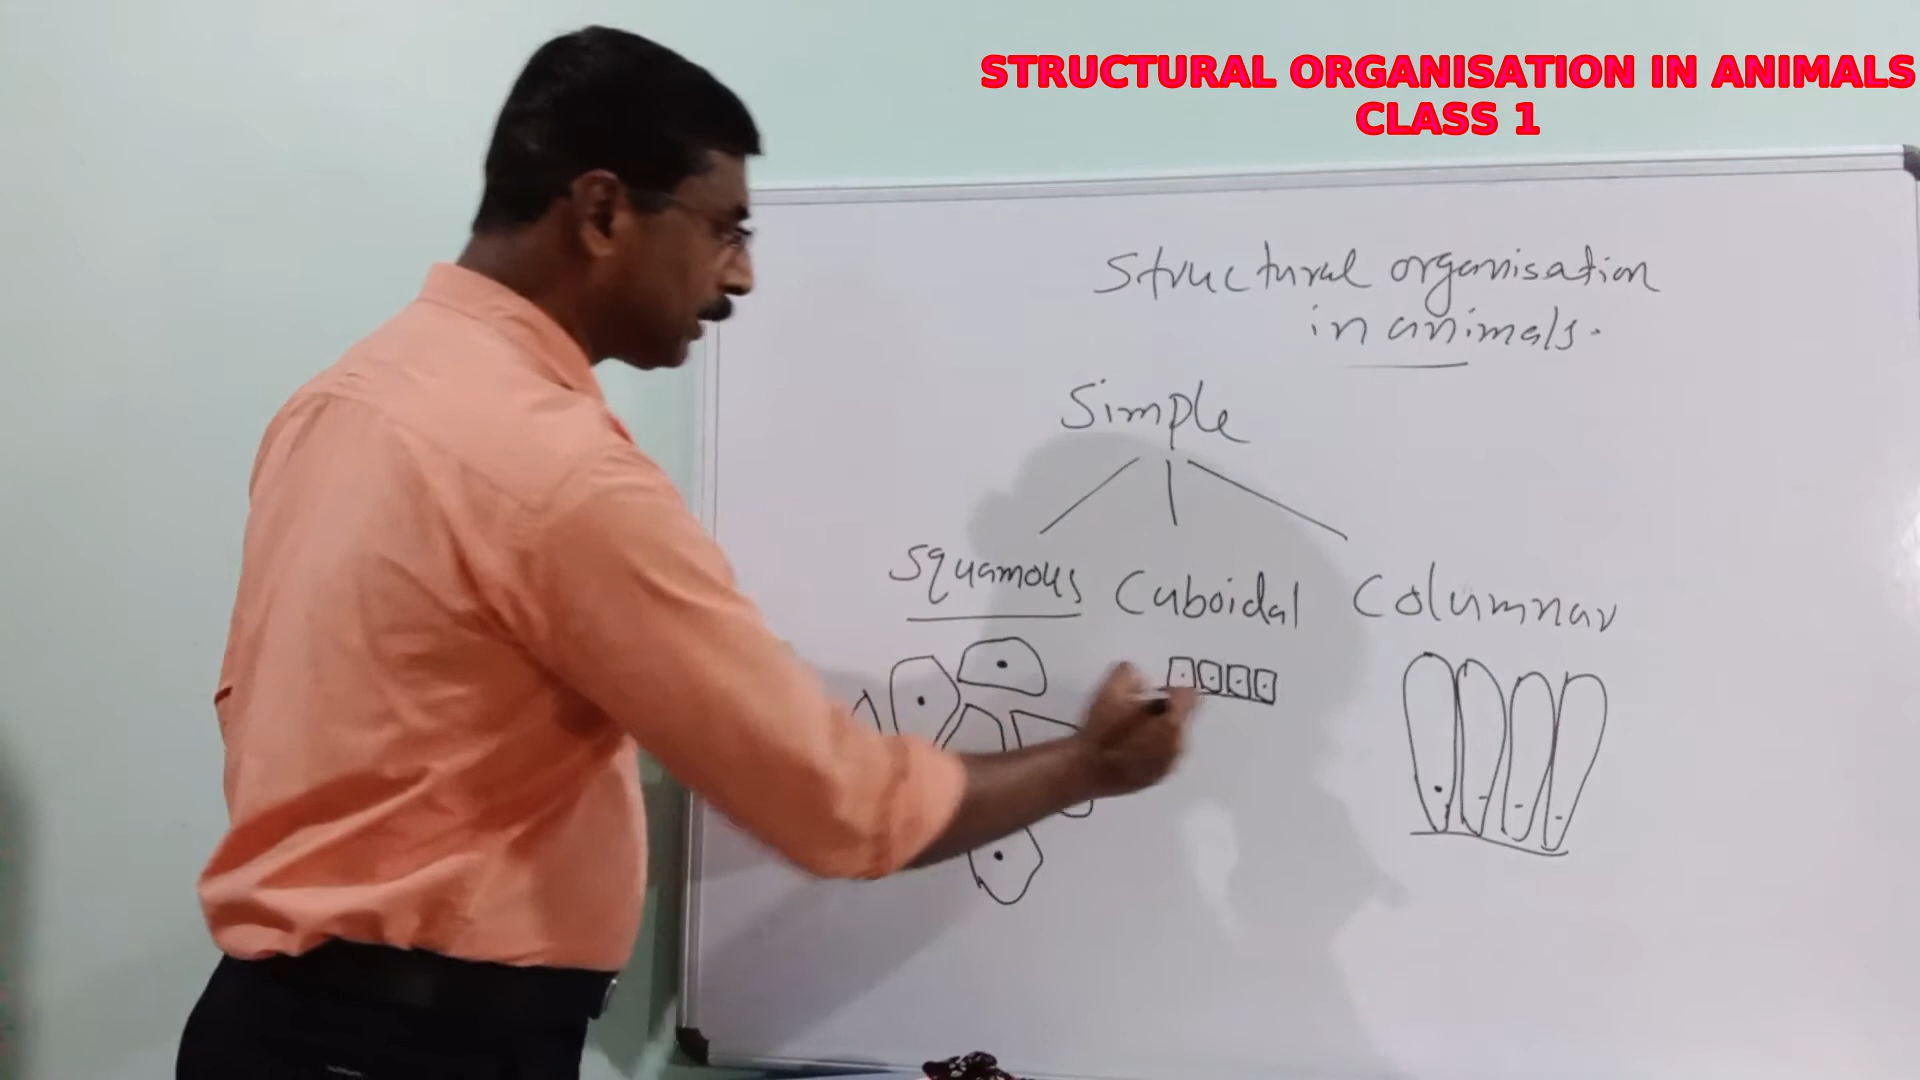 STRUCTURAL ORGANISATION IN ANIMALS
CLASS 1
Structural organisation
in animals.
Simple
Squamous Cuboidal Columnar